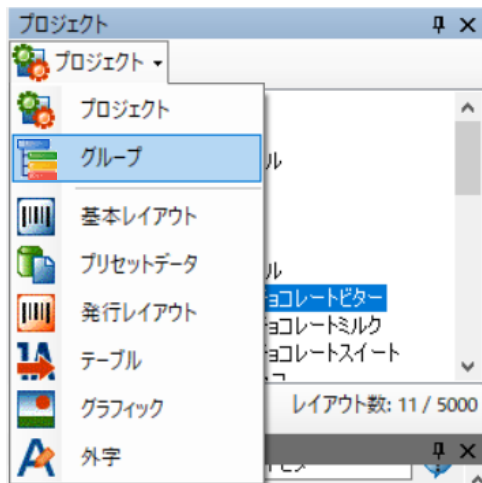 プロジェクト
プロジェクト
プロジェクト
グループ
ル
基本レイアウト
プリセットデータ
ル
ョコレートビター
発行レイアウト
ョコレートミルク
ョコレートスイート
テーブル
グラフィック
レイアウト数: 11 / 5000
外字